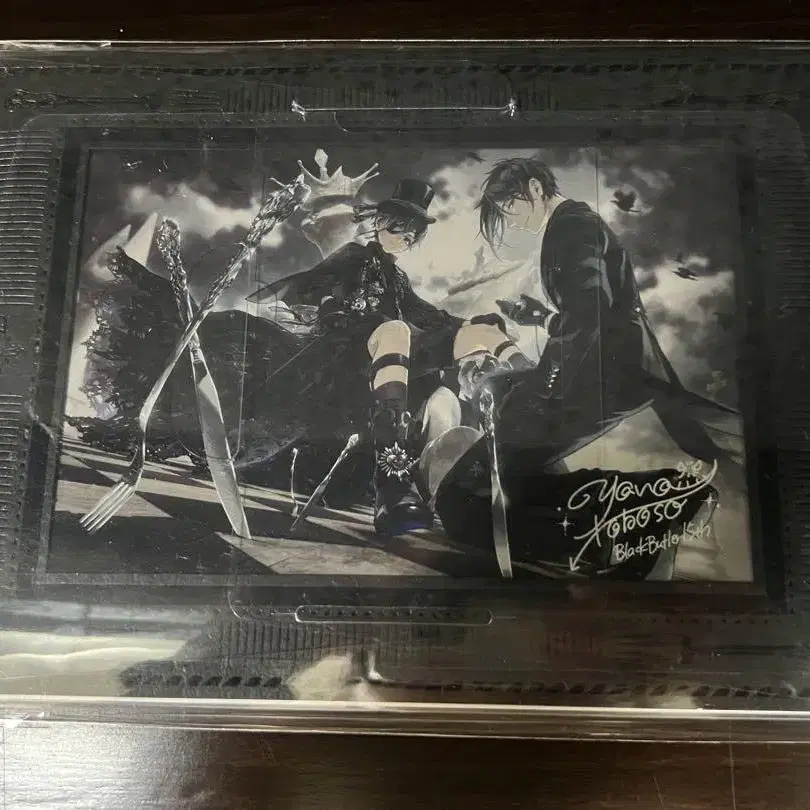 Yana
Toboso
Black Butler 15th